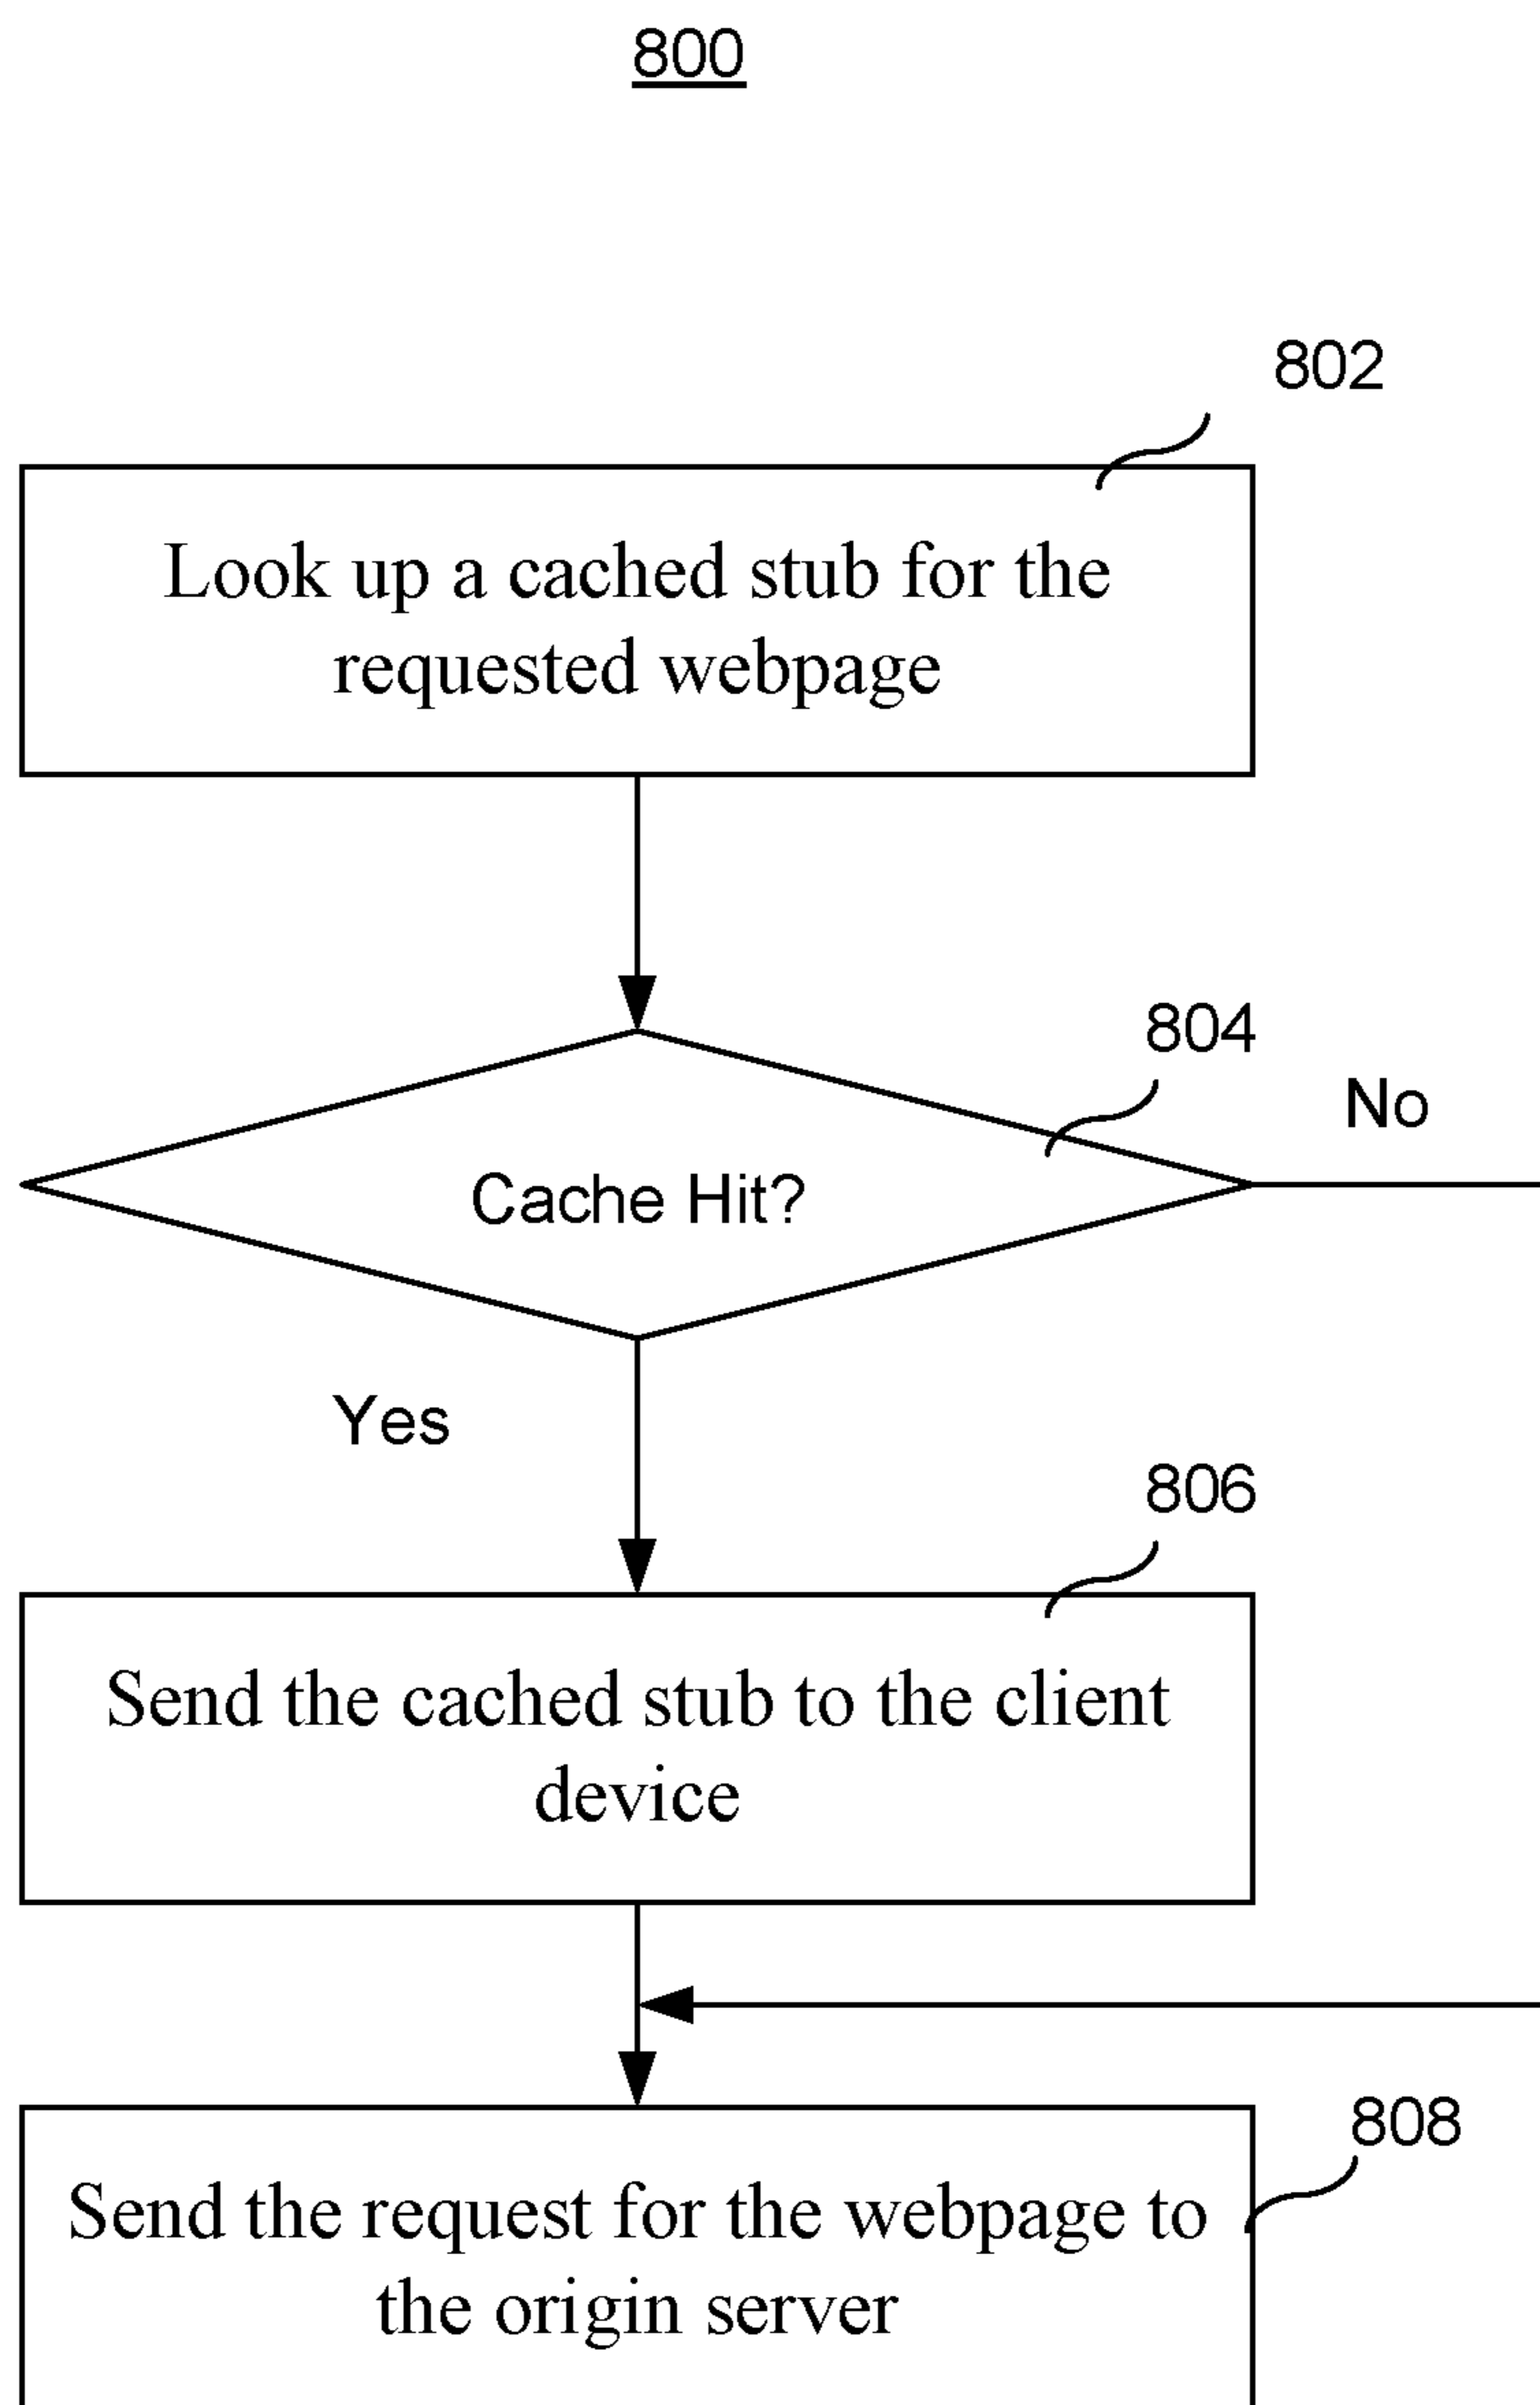 800
802
Look up a cached stub for the
requested webpage
804
No
Cache Hit?
Yes
806
Send the cached stub to the client
device
808
Send the request for the webpage to
the origin server